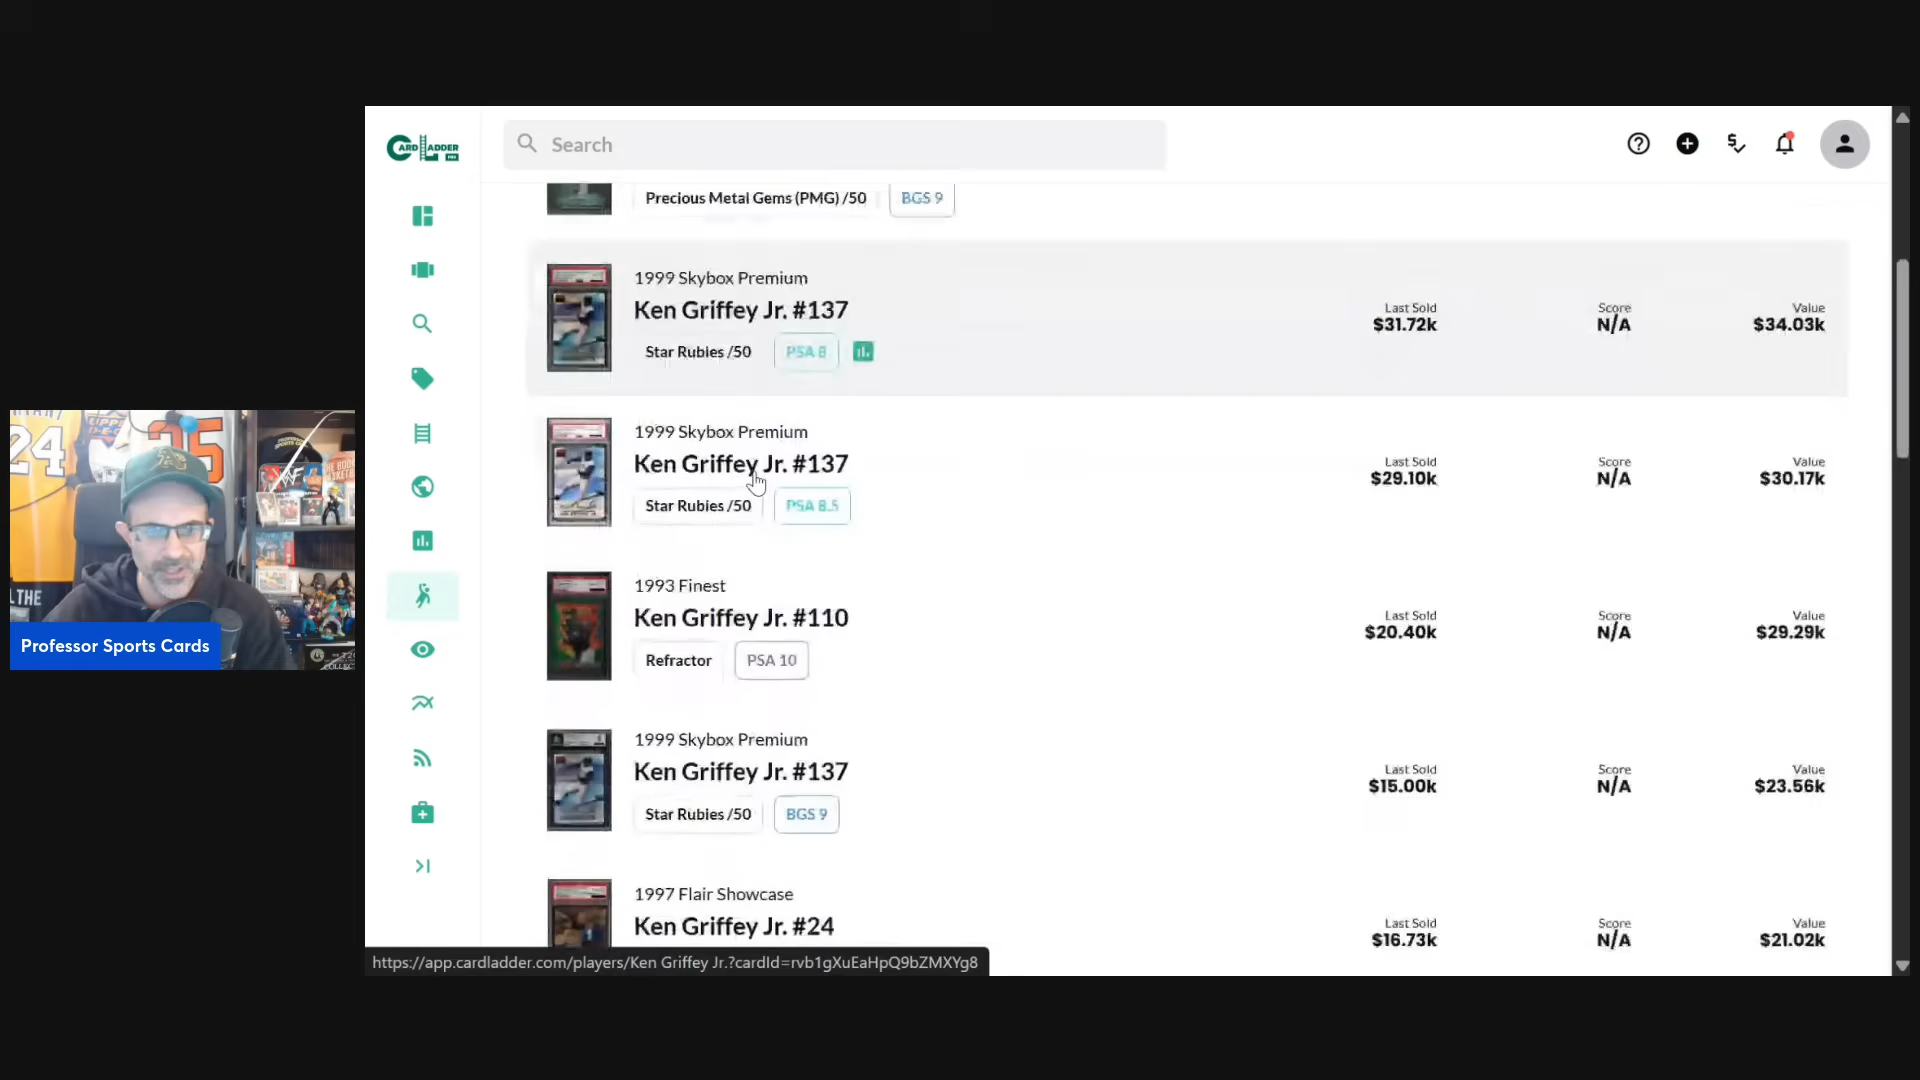 CARD LADDER
Search
Precious Metal Gems (PMG) /50
BGS 9
1999 Skybox Premium
Ken Griffey Jr. #137
Star Rubies /50
PSA 8
Last Sold
$31.72k
Score
N/A
Value
$34.03k
1999 Skybox Premium
Ken Griffey Jr. #137
Star Rubies /50
PSA 8.5
Last Sold
$29.10k
Score
N/A
Value
$30.17k
1993 Finest
Ken Griffey Jr. #110
Refractor
PSA 10
Last Sold
$20.40k
Score
N/A
Value
$29.29k
1999 Skybox Premium
Ken Griffey Jr. #137
Star Rubies /50
BGS 9
Last Sold
$15.00k
Score
N/A
Value
$23.56k
1997 Flair Showcase
Ken Griffey Jr. #24
Last Sold
$16.73k
Score
N/A
Value
$21.02k
https://app.cardladder.com/players/Ken Griffey Jr.?cardId=rvb1gXuEaHpQ9bZMXYg8
24
THE
Professor Sports Cards